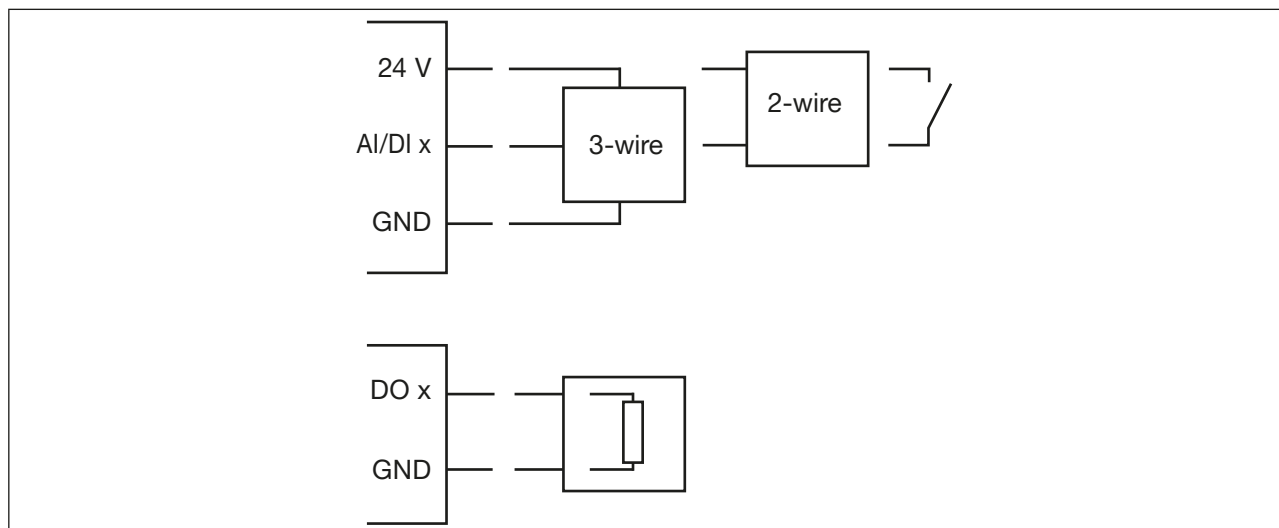 24 V
2-wire
AI/DI x
3-wire
GND
DO x
GND